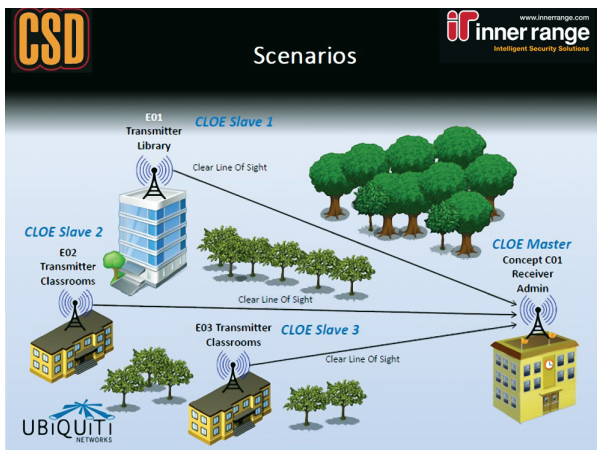 CSD
www.innerrange.com
ir inner range
Intelligent Security Solutions
Scenarios
E01
Transmitter
Library
CLOE Slave 1
Clear Line Of Sight
CLOE Slave 2
E02
Transmitter
Classrooms
CLOE Master
Concept C01
Receiver
Admin
Clear Line Of Sight
E03 Transmitter
Classrooms
CLOE Slave 3
Clear Line Of Sight
UBiQUiTi
NETWORKS